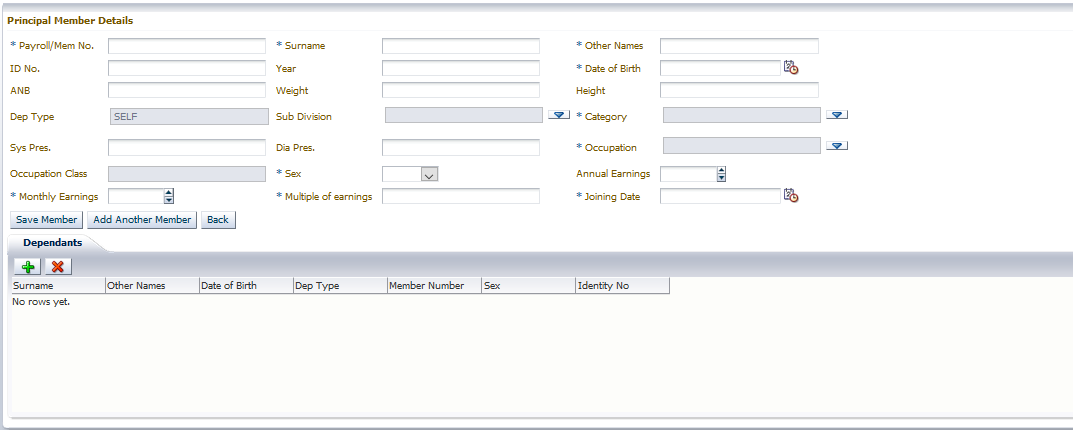 Principal Member Details
* Payroll/Mem No. * Surname * Other Names
ID No. Year * Date of Birth
ANB Weight Height
Dep Type SELF Sub Division * Category
Sys Pres. Dia Pres. * Occupation
Occupation Class * Sex Annual Earnings
* Monthly Earnings * Multiple of earnings * Joining Date
Save Member Add Another Member Back
Dependants
Surname Other Names Date of Birth Dep Type Member Number Sex Identity No
No rows yet.